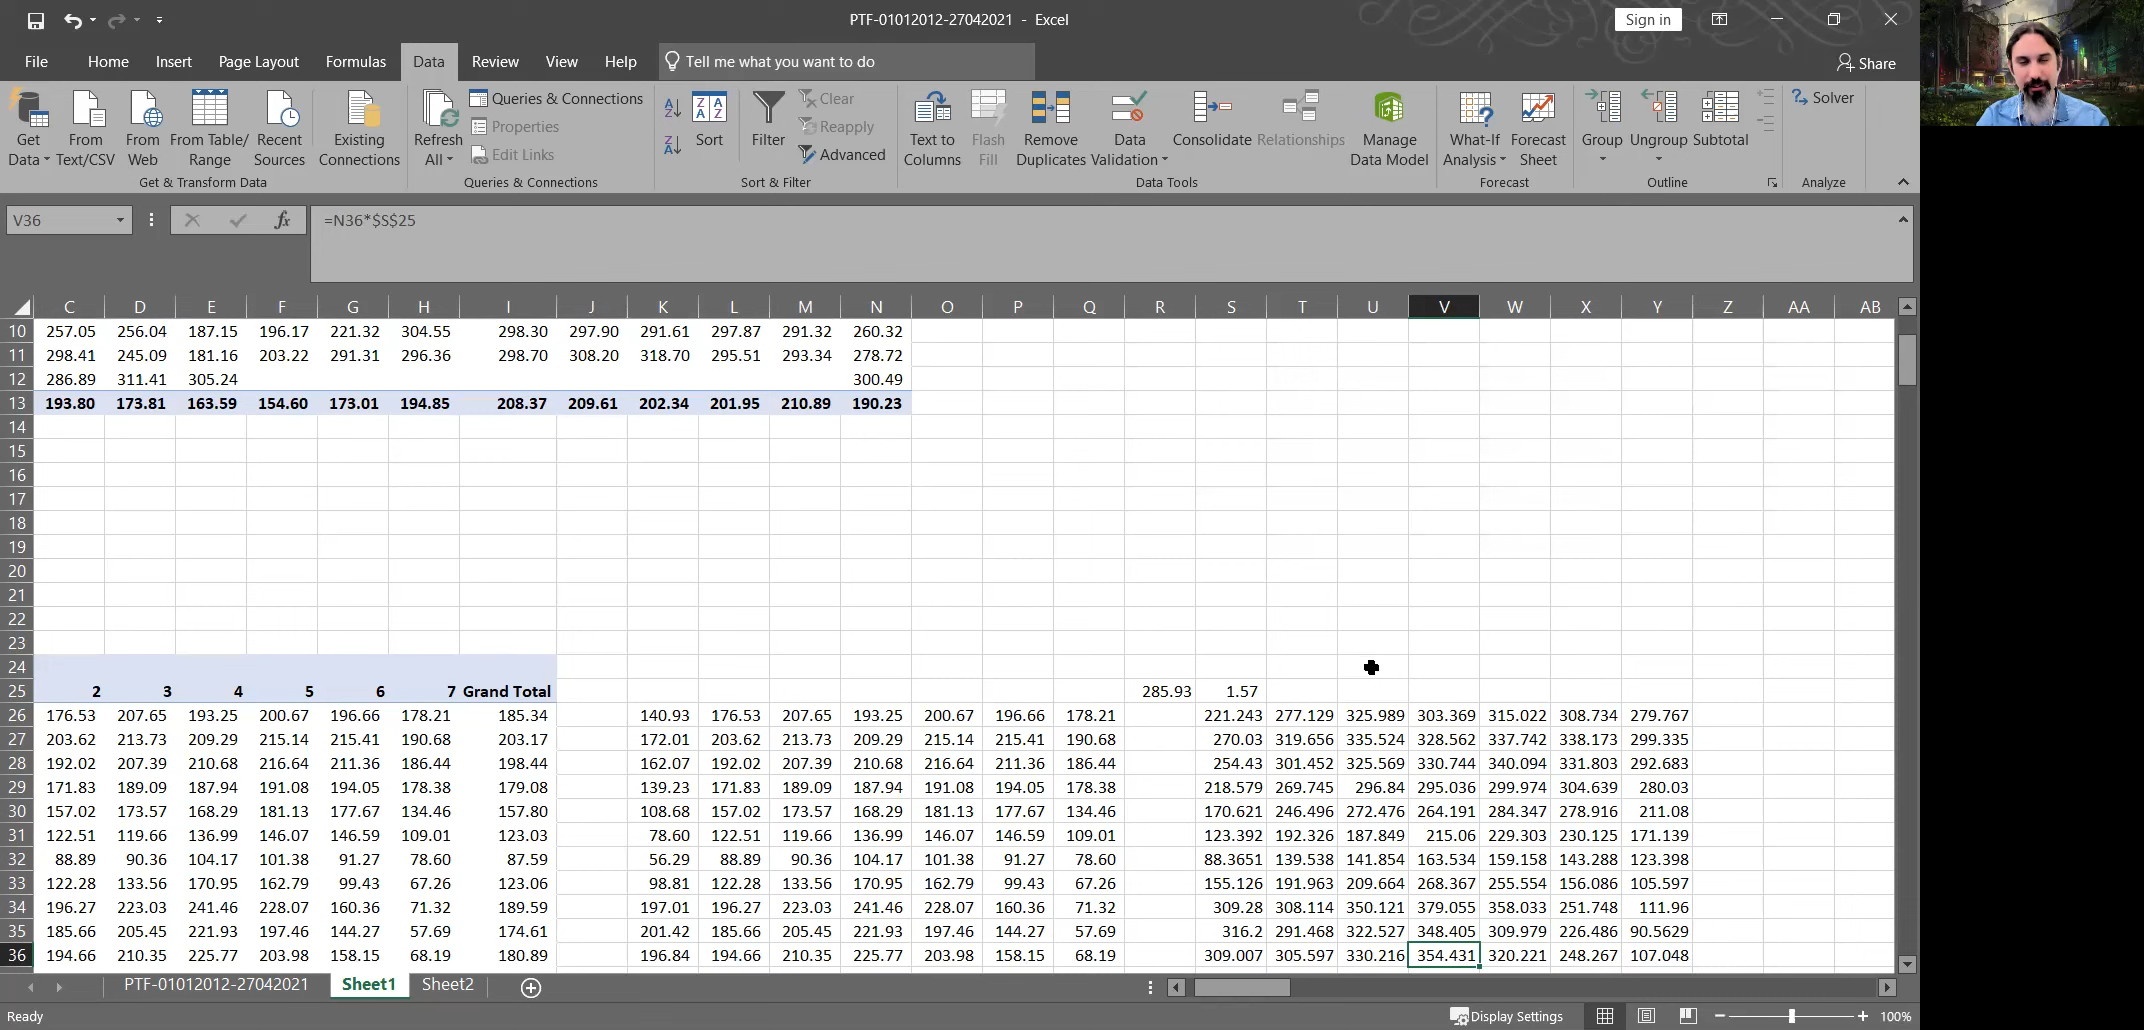 PTF-01012012-27042021 - Excel
Sign in
File Home Insert Page Layout Formulas Data Review View Help Tell me what you want to do
Share
Get Data
From Text/CSV
From Web
From Table/ Range
Recent Sources
Existing Connections
Get & Transform Data
Refresh All
Queries & Connections
Properties
Edit Links
Queries & Connections
Sort
Filter
Clear
Reapply
Advanced
Sort & Filter
Text to Columns
Flash Fill
Remove Duplicates
Data Validation
Consolidate
Relationships
Manage Data Model
Data Tools
What-If Analysis
Forecast Sheet
Forecast
Group
Ungroup
Subtotal
Outline
Solver
Analyze
V36 fx =N36*$S$25
C D E F G H I J K L M N O P Q R S T U V W X Y Z AA AB
10 257.05 256.04 187.15 196.17 221.32 304.55 298.30 297.90 291.61 297.87 291.32 260.32
11 298.41 245.09 181.16 203.22 291.31 296.36 298.70 308.20 318.70 295.51 293.34 278.72
12 286.89 311.41 305.24 300.49
13 193.80 173.81 163.59 154.60 173.01 194.85 208.37 209.61 202.34 201.95 210.89 190.23
14
15
16
17
18
19
20
21
22
23
24
25 2 3 4 5 6 7 Grand Total 285.93 1.57
26 176.53 207.65 193.25 200.67 196.66 178.21 185.34 140.93 176.53 207.65 193.25 200.67 196.66 178.21 221.243 277.129 325.989 303.369 315.022 308.734 279.767
27 203.62 213.73 209.29 215.14 215.41 190.68 203.17 172.01 203.62 213.73 209.29 215.14 215.41 190.68 270.03 319.656 335.524 328.562 337.742 338.173 299.335
28 192.02 207.39 210.68 216.64 211.36 186.44 198.44 162.07 192.02 207.39 210.68 216.64 211.36 186.44 254.43 301.452 325.569 330.744 340.094 331.803 292.683
29 171.83 189.09 187.94 191.08 194.05 178.38 179.08 139.23 171.83 189.09 187.94 191.08 194.05 178.38 218.579 269.745 296.84 295.036 299.974 304.639 280.03
30 157.02 173.57 168.29 181.13 177.67 134.46 157.80 108.68 157.02 173.57 168.29 181.13 177.67 134.46 170.621 246.496 272.476 264.191 284.347 278.916 211.08
31 122.51 119.66 136.99 146.07 146.59 109.01 123.03 78.60 122.51 119.66 136.99 146.07 146.59 109.01 123.392 192.326 187.849 215.06 229.303 230.125 171.139
32 88.89 90.36 104.17 101.38 91.27 78.60 87.59 56.29 88.89 90.36 104.17 101.38 91.27 78.60 88.3651 139.538 141.854 163.534 159.158 143.288 123.398
33 122.28 133.56 170.95 162.79 99.43 67.26 123.06 98.81 122.28 133.56 170.95 162.79 99.43 67.26 155.126 191.963 209.664 268.367 255.554 156.086 105.597
34 196.27 223.03 241.46 228.07 160.36 71.32 189.59 197.01 196.27 223.03 241.46 228.07 160.36 71.32 309.28 308.114 350.121 379.055 358.033 251.748 111.96
35 185.66 205.45 221.93 197.46 144.27 57.69 174.61 201.42 185.66 205.45 221.93 197.46 144.27 57.69 316.2 291.468 322.527 348.405 309.979 226.486 90.5629
36 194.66 210.35 225.77 203.98 158.15 68.19 180.89 196.84 194.66 210.35 225.77 203.98 158.15 68.19 309.007 305.597 330.216 354.431 320.221 248.267 107.048
PTF-01012012-27042021 Sheet1 Sheet2
Ready Display Settings 100%